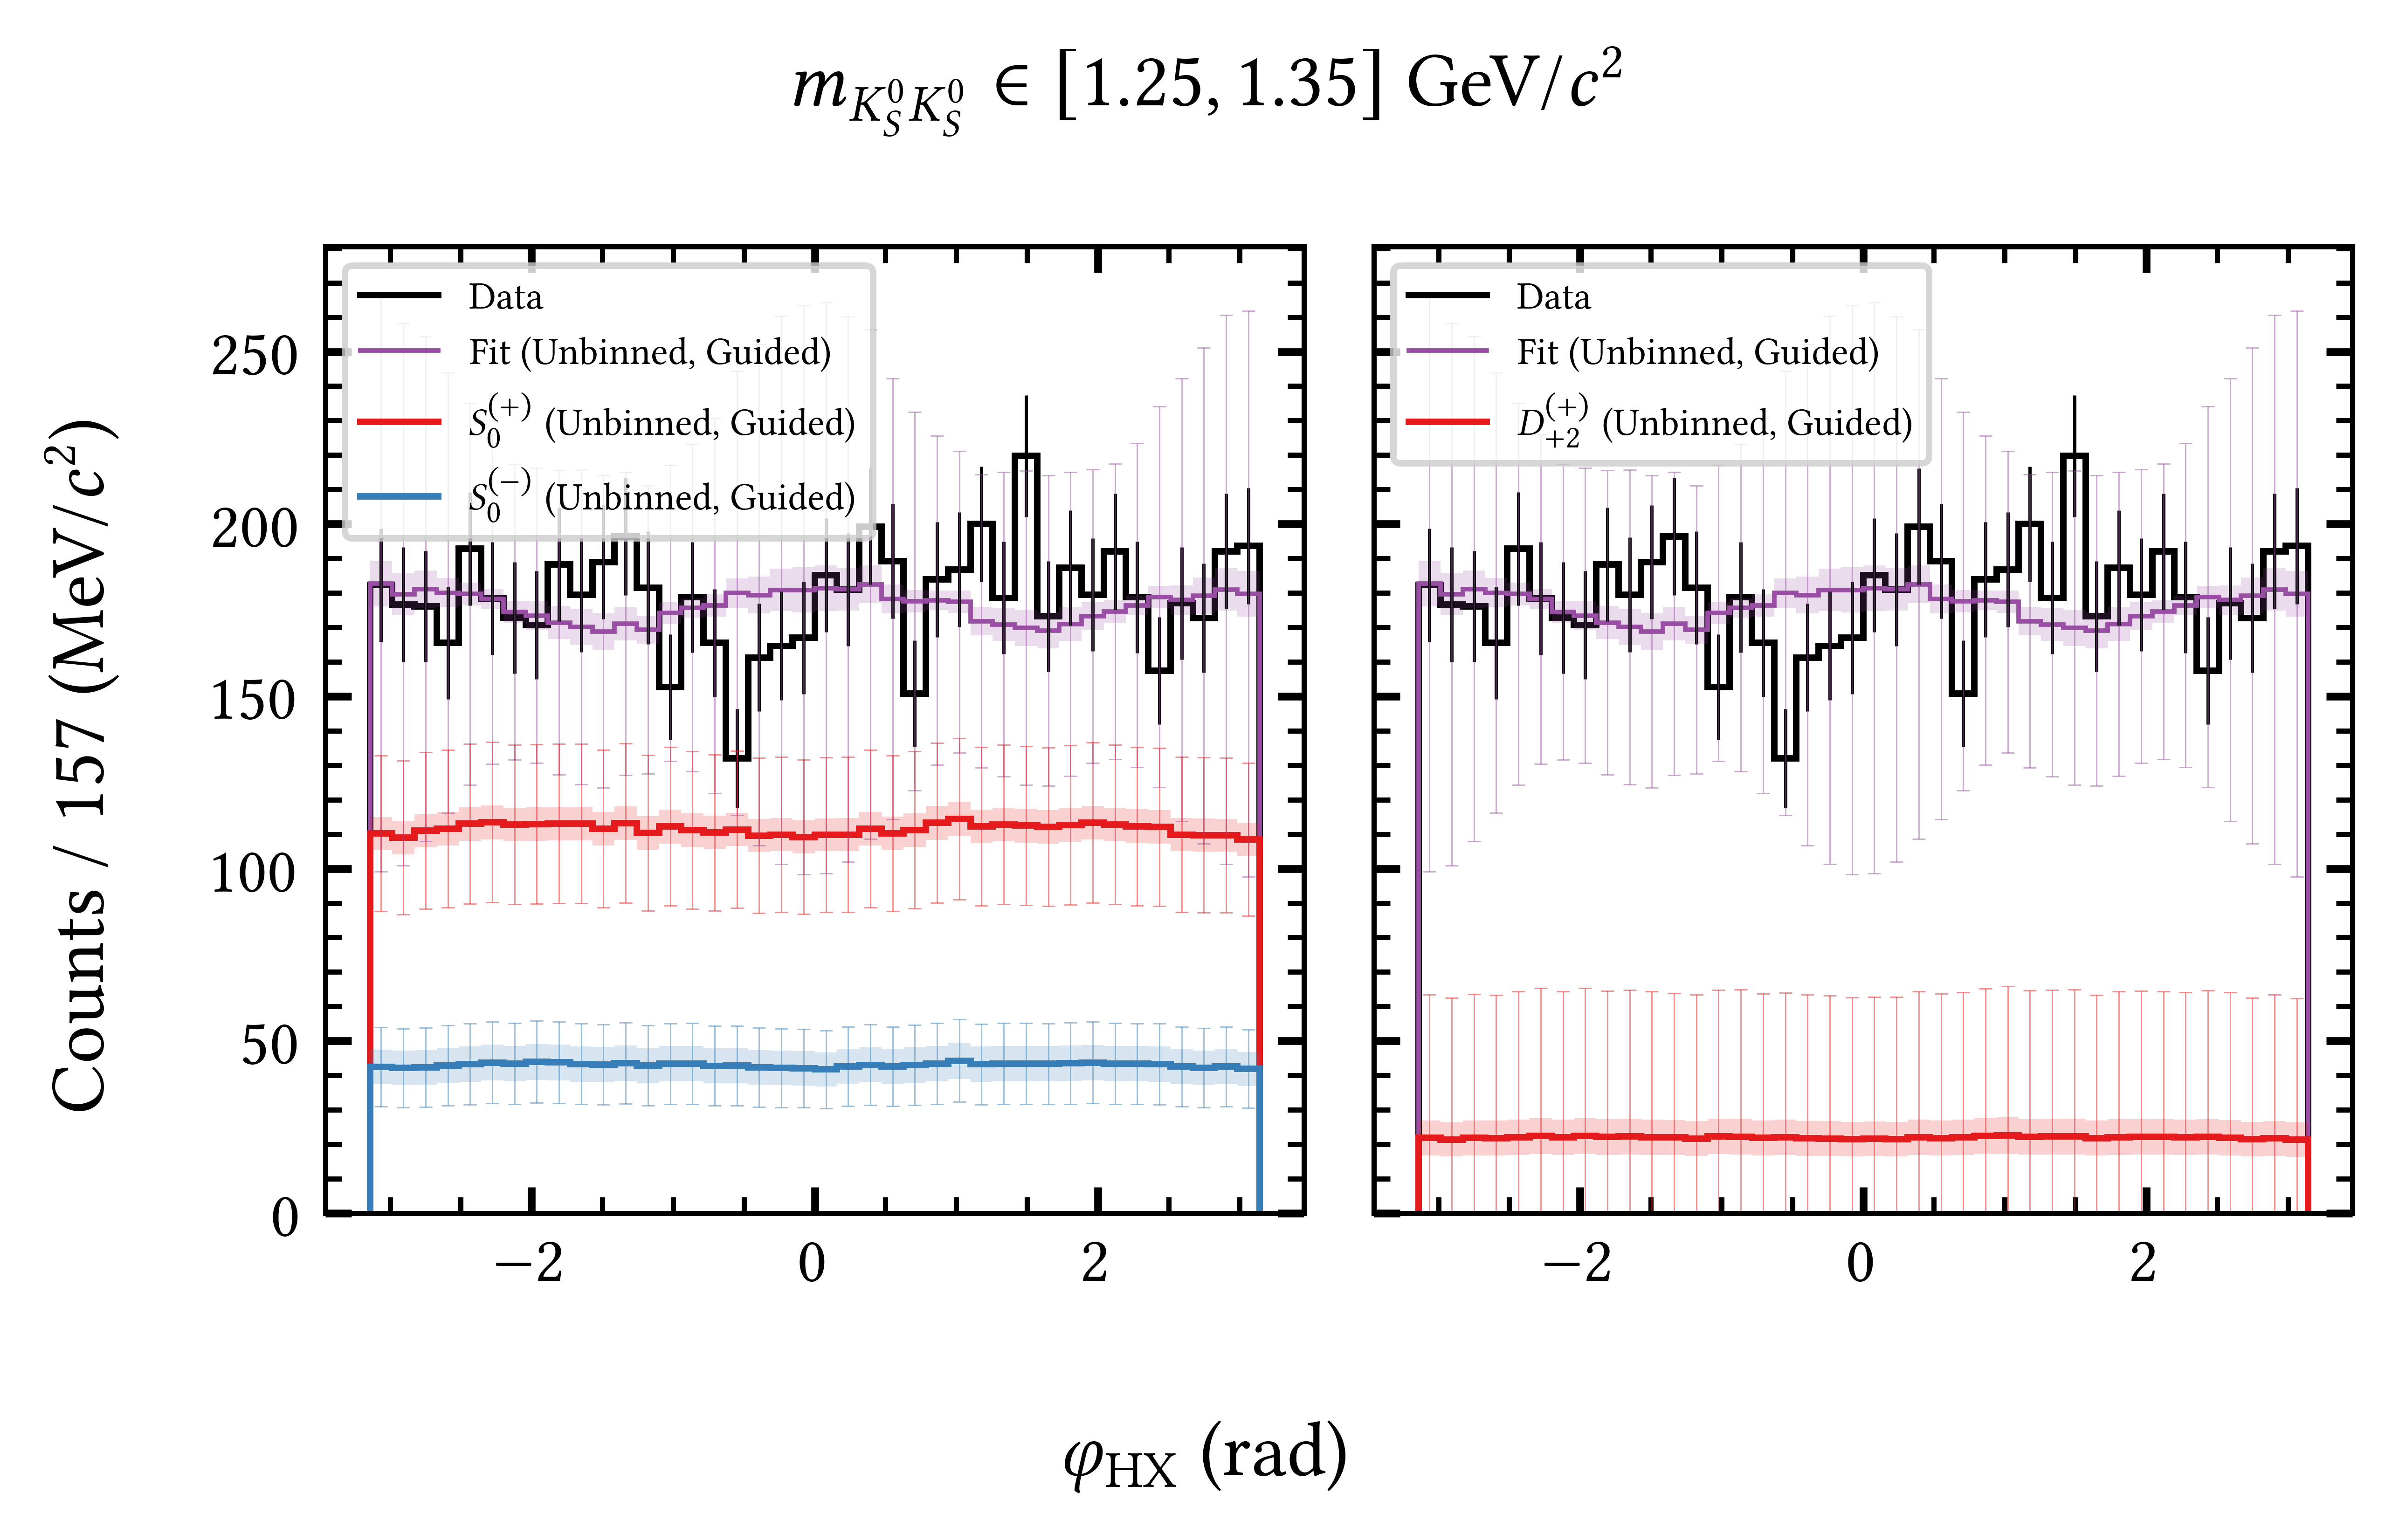 m_{K_S^0 K_S^0} ∈ [1.25, 1.35] GeV/c²
Counts / 157 (MeV/c²)
250
200
150
100
50
0
Data
Fit (Unbinned, Guided)
S_0^{(+)} (Unbinned, Guided)
S_0^{(−)} (Unbinned, Guided)
−2
0
2
Data
Fit (Unbinned, Guided)
D_{+2}^{(+)} (Unbinned, Guided)
−2
0
2
φ_{HX} (rad)